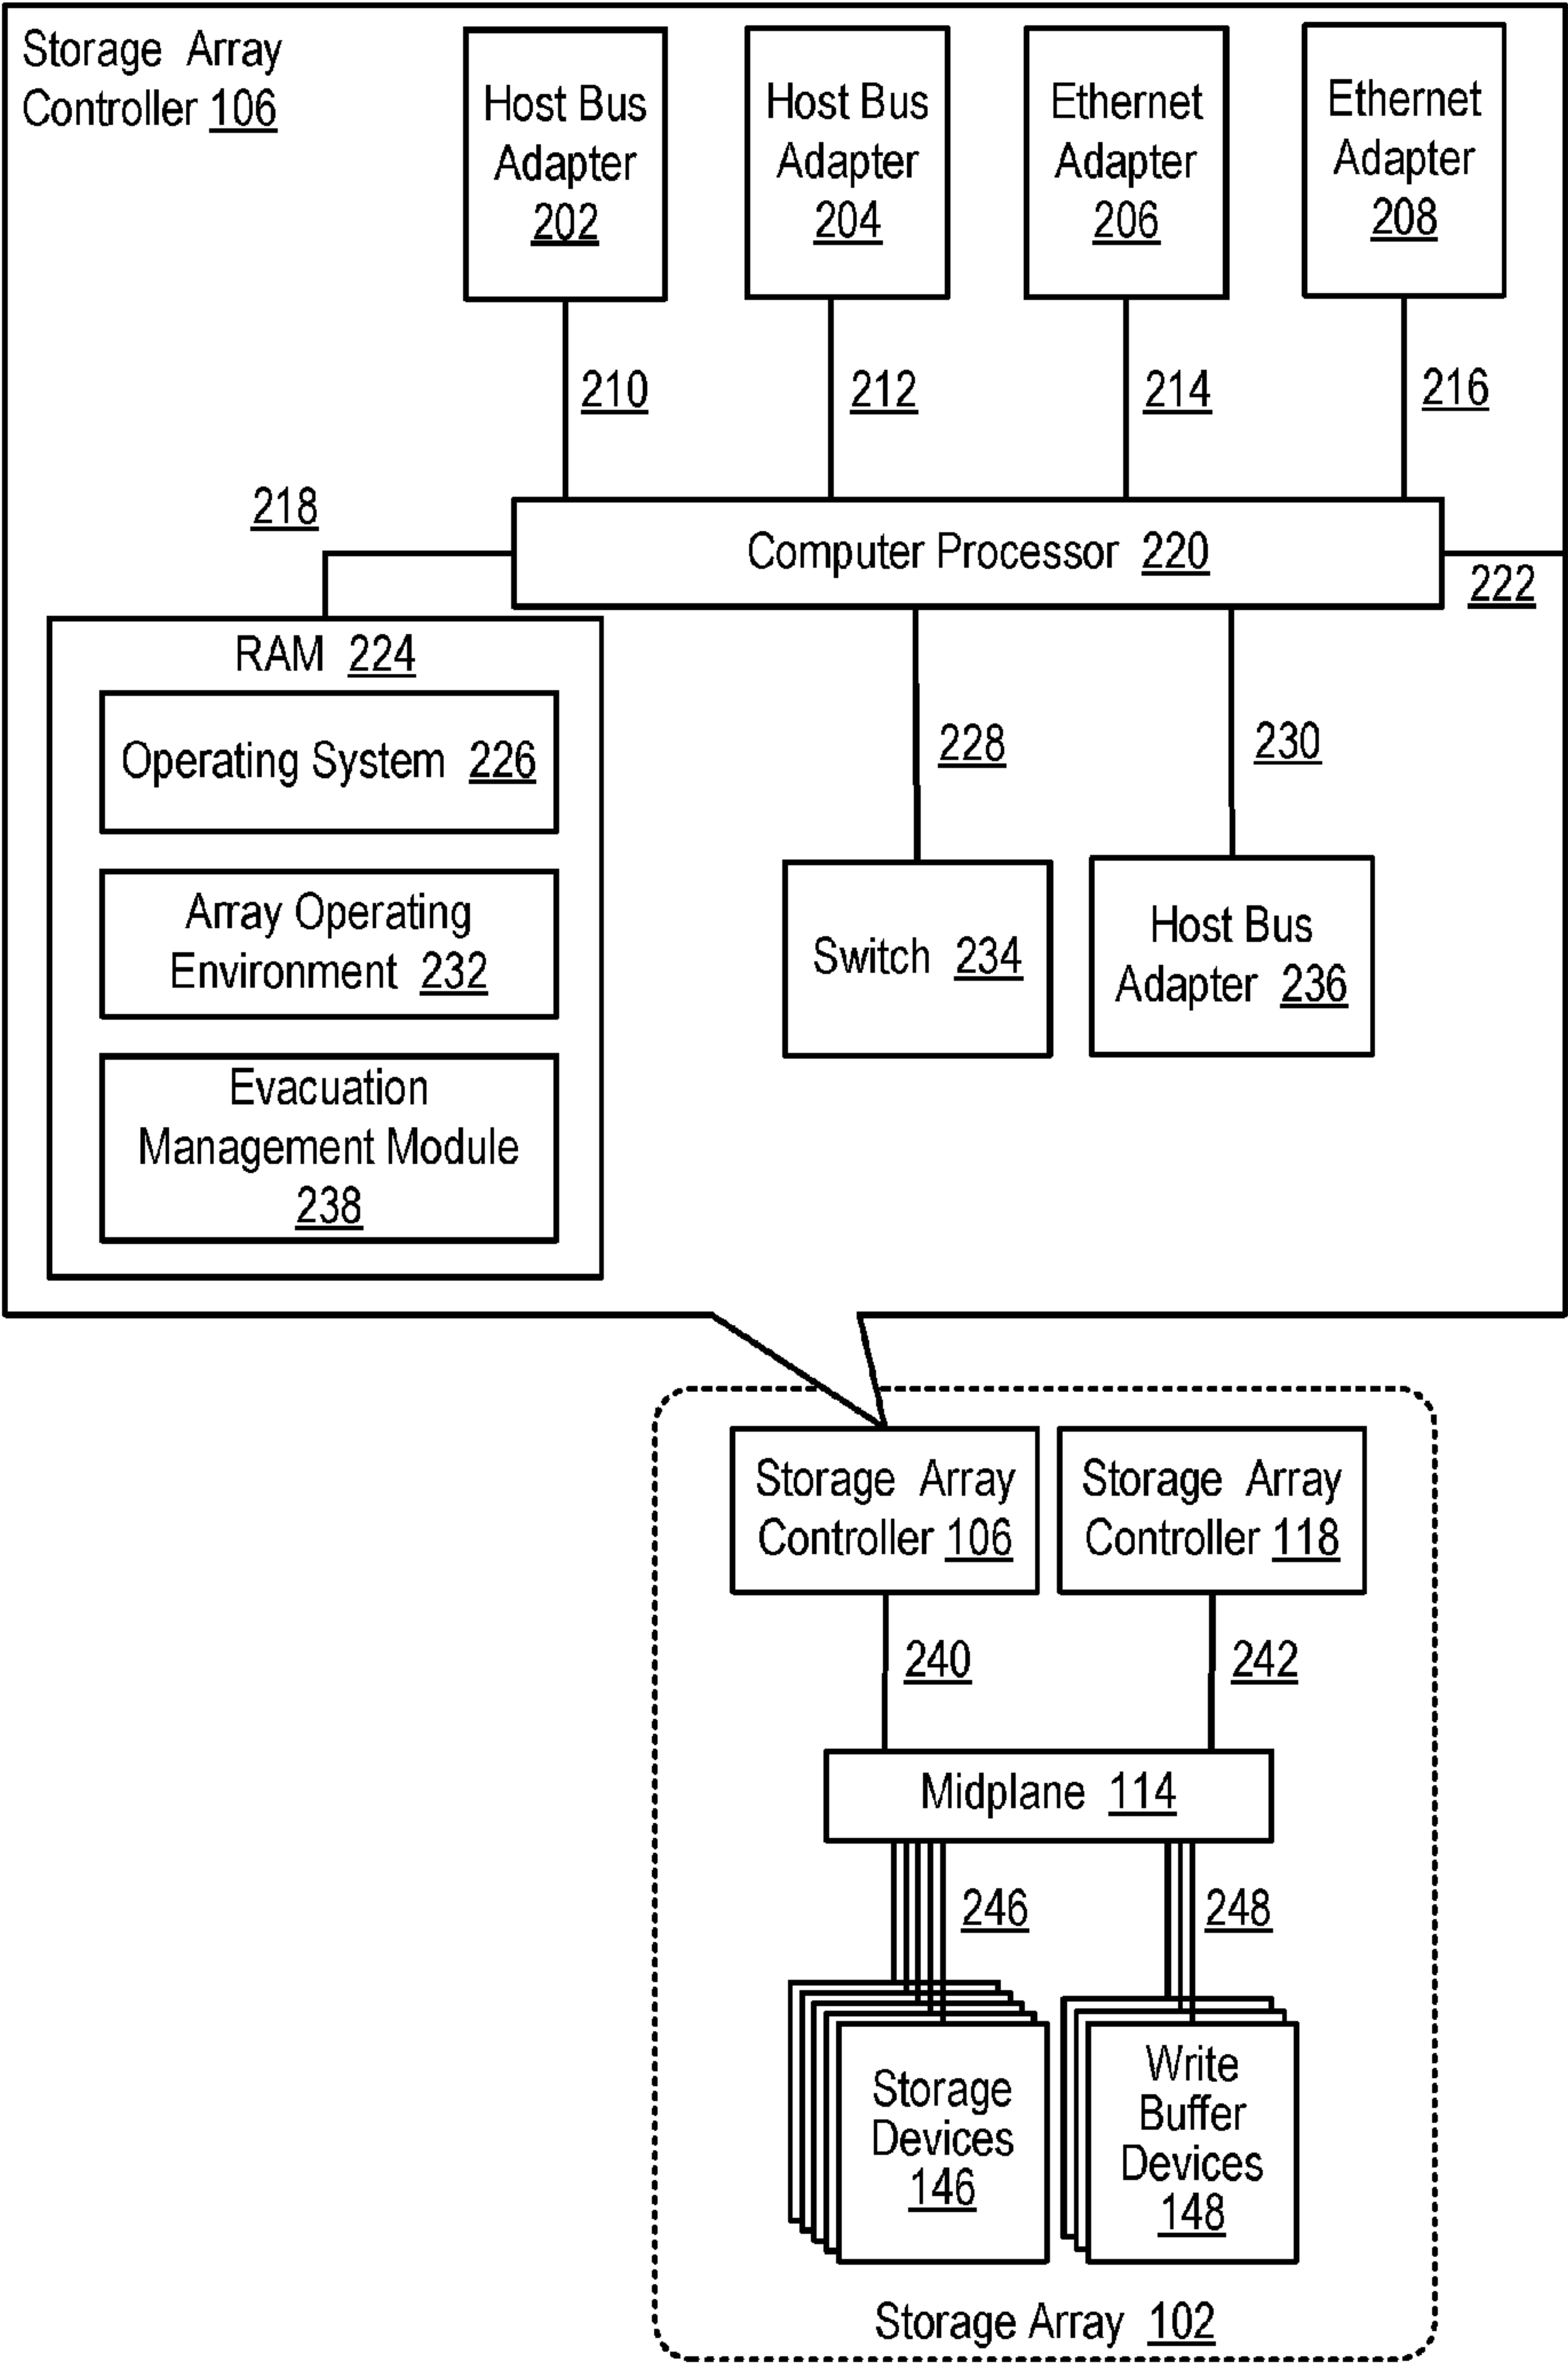 Storage Array
Controller 106
Host Bus
Adapter
202
Host Bus
Adapter
204
Ethernet
Adapter
206
Ethernet
Adapter
208
210
212
214
216
218
Computer Processor 220
222
RAM 224
Operating System 226
Array Operating
Environment 232
Evacuation
Management Module
238
228
230
Switch 234
Host Bus
Adapter 236
Storage Array
Controller 106
Storage Array
Controller 118
240
242
Midplane 114
246
248
Storage
Devices
146
Write
Buffer
Devices
148
Storage Array 102